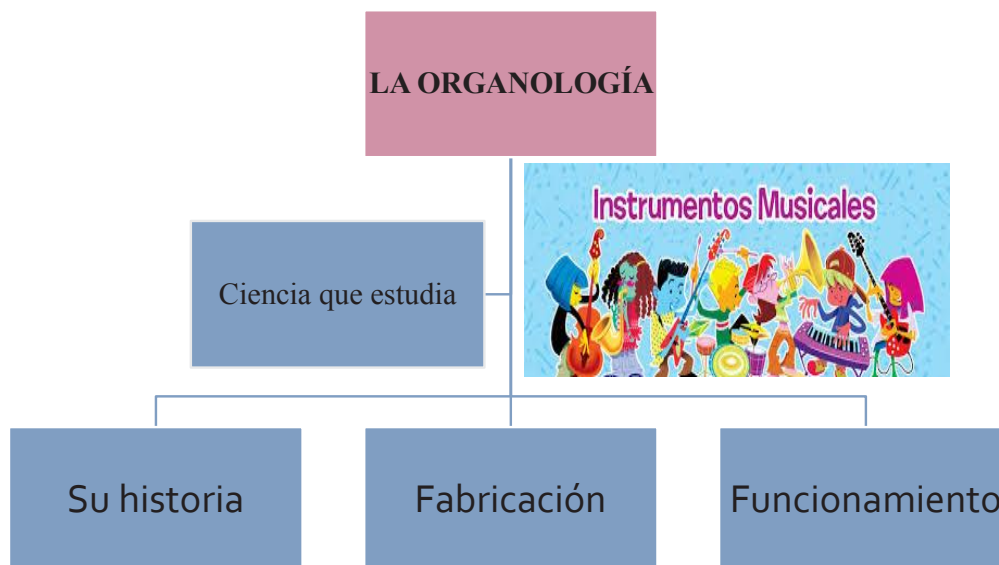 LA ORGANOLOGÍA
Instrumentos Musicales
Ciencia que estudia
Su historia
Fabricación
Funcionamiento